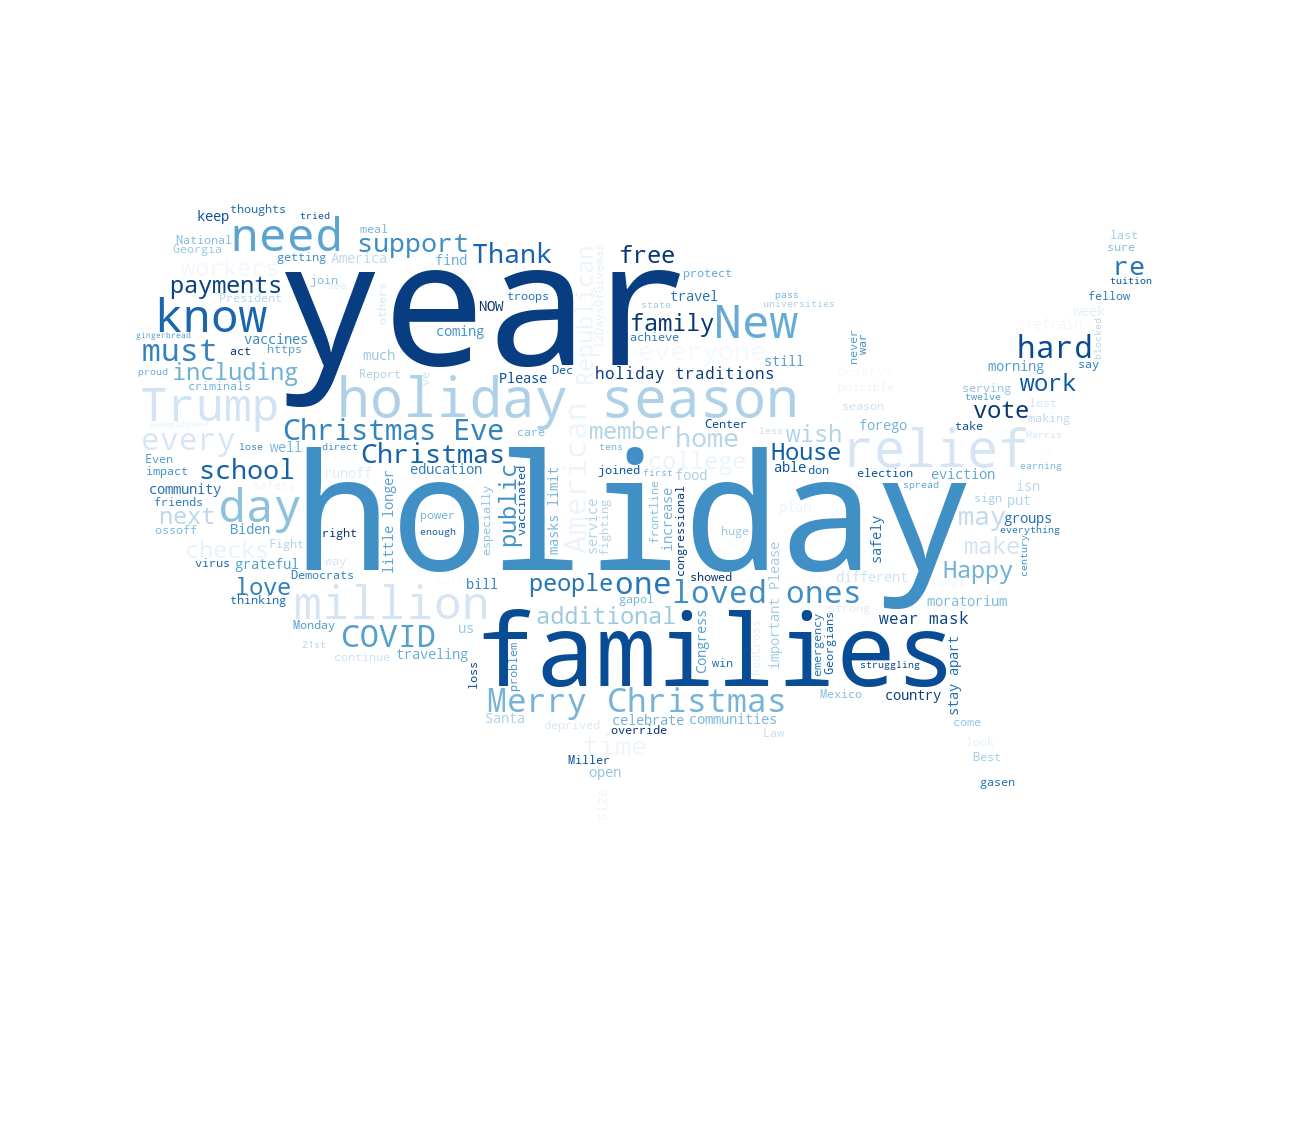 thoughts
keep
tried
need
meal
National
Georgia
support
Thank
free
getting
America
find
workers
payments
join
President
see
others
year
Republican
12DaysOfGivemas
protect
travel
troops
NOW
last
sure
re
tuition
fellow
pass
universities
state
know
coming
family
New
achieve
week
refrain
gingerbread
vaccines
https
must
act
much
everyone
still
never
war
blocked
hard
say
proud
including
Report
ve
Please
Dec
holiday traditions
deserve
morning
work
criminals
possible
serving
twelve
Trump
holiday season
season
vote
lost
making
take
unemployment
Christmas Eve
care
member
Center
less
wish
forego
Harris
every
lose
well
direct
Christmas
tens
home
House
relief
Even
impact
school
runoff
education
public
vaccinated
joined
college
first
food
able
don
election
eviction
earning
community
friends
day
holiday
little longer
especially
masks limit
service
fighting
frontline
increase
congressional
spread
isn
sign
put
next
ossoff
Biden
right
power
enough
huge
plan
safely
may
groups
everything
century
checks
Fight
virus
grateful
way
Democrats
make
Happy
love
thinking
bill
people
one
showed
loved ones
different
moratorium
million
gapol
important Please
strong
Monday
additional
wear mask
COVID
us
families
Congress
win
emergency
Georgians
struggling
21st
continue
traveling
loss
problem
stay apart
Merry Christmas
Mexico
country
Santa
deprived
celebrate
communities
override
Law
come
time
look
Miller
Best
open
gasen
size